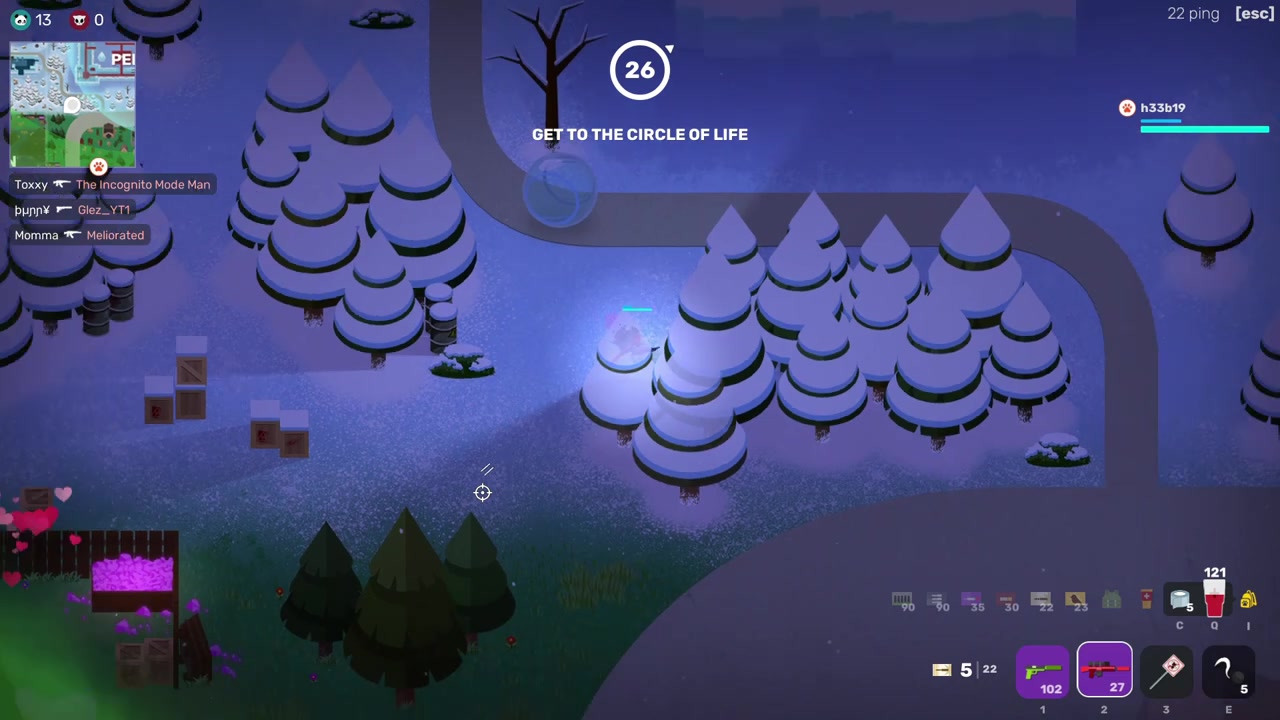 13
0
22 ping
[esc]
PE
26
GET TO THE CIRCLE OF LIFE
h33b19
Toxxy The Incognito Mode Man
þµɲɲ¥ Glez_YT1
Momma Meliorated
121
90
90
35
30
22
23
5
C
Q
I
5 22
102
27
5
1
2
3
E